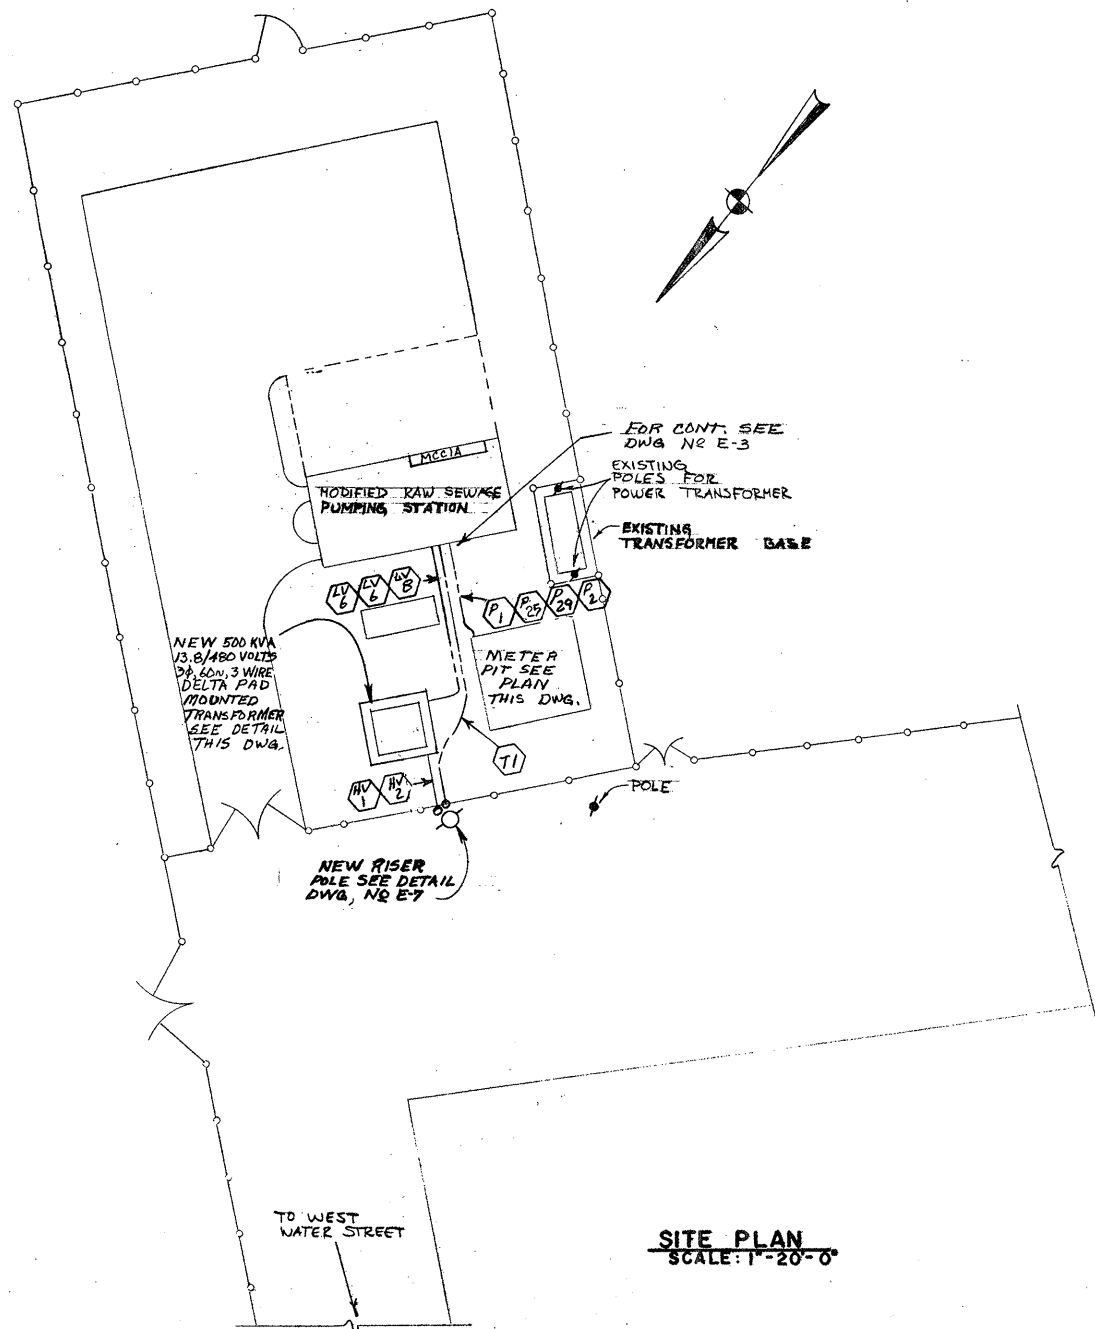 FOR CONT. SEE
DWG Nº E-3
EXISTING
POLES FOR
POWER TRANSFORMER
MCC1A
MODIFIED RAW SEWAGE
PUMPING STATION
EXISTING
TRANSFORMER BASE
LV 6
LV 6
LV 8
P 1
P 25
P 29
P 2
NEW 500 KVA
13.8/480 VOLTS
3φ, 60~, 3 WIRE
DELTA PAD
MOUNTED
TRANSFORMER
SEE DETAIL
THIS DWG.
METER
PIT SEE
PLAN
THIS DWG.
T1
HV 1
HV 2
POLE
NEW RISER
POLE SEE DETAIL
DWG, Nº E-7
TO WEST
WATER STREET
SITE PLAN
SCALE: 1"-20'-0"